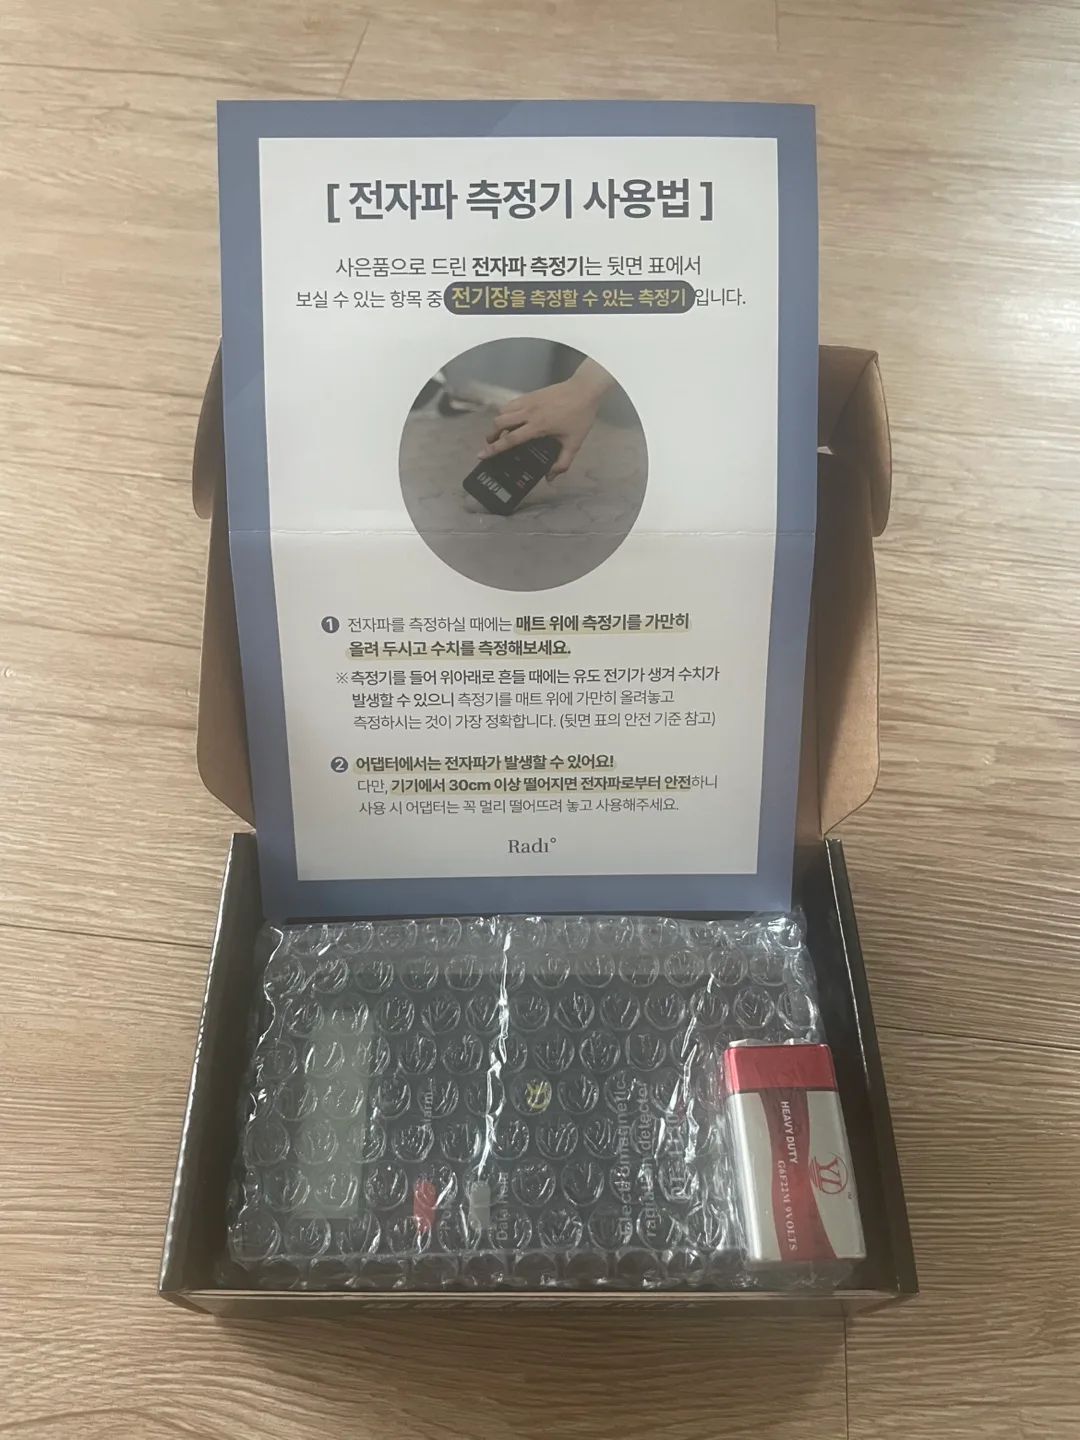 [ 전자파 측정기 사용법 ]
사은품으로 드린 전자파 측정기는 뒷면 표에서
보실 수 있는 항목 중 전기장을 측정할 수 있는 측정기 입니다.
1 전자파를 측정하실 때에는 매트 위에 측정기를 가만히
올려 두시고 수치를 측정해보세요.
※ 측정기를 들어 위아래로 흔들 때에는 유도 전기가 생겨 수치가
발생할 수 있으니 측정기를 매트 위에 가만히 올려놓고
측정하시는 것이 가장 정확합니다. (뒷면 표의 안전 기준 참고)
2 어댑터에서는 전자파가 발생할 수 있어요!
다만, 기기에서 30cm 이상 떨어지면 전자파로부터 안전하니
사용 시 어댑터는 꼭 멀리 떨어뜨려 놓고 사용해주세요.
Radi°
Electromagnetic
radiation detector
HEAVY DUTY
YL
G6F22M 9VOLTS